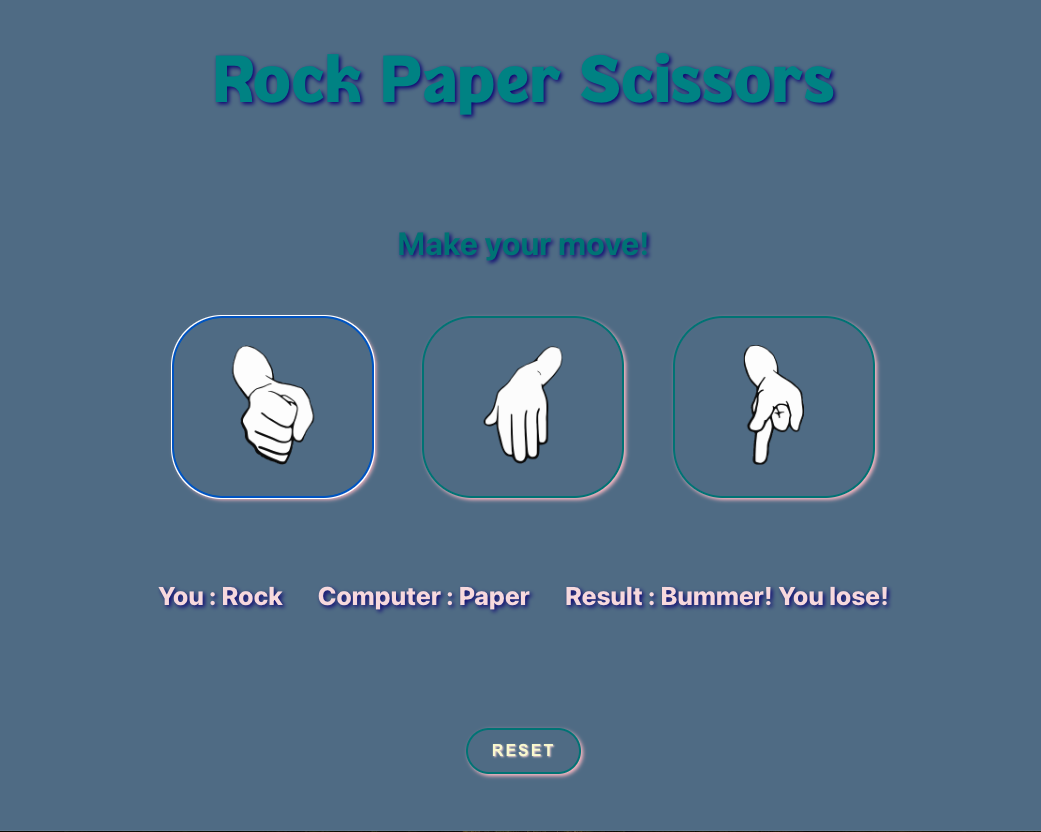 Rock Paper Scissors
Make your move!
You : Rock Computer : Paper Result : Bummer! You lose!
RESET